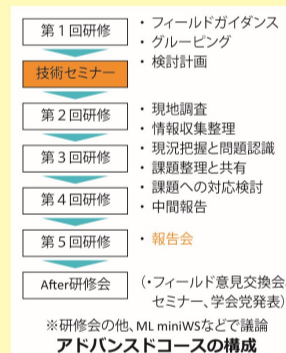 第1回研修
・フィールドガイダンス
・グルーピング
・検討計画
技術セミナー
第2回研修
・現地調査
・情報収集整理
・現況把握と問題認識
第3回研修
・課題整理と共有
・課題への対応検討
第4回研修
・中間報告
第5回研修
・報告会
After研修会
(・フィールド意見交換会、
セミナー、学会党発表)
※研修会の他、ML miniWSなどで議論
アドバンスドコースの構成